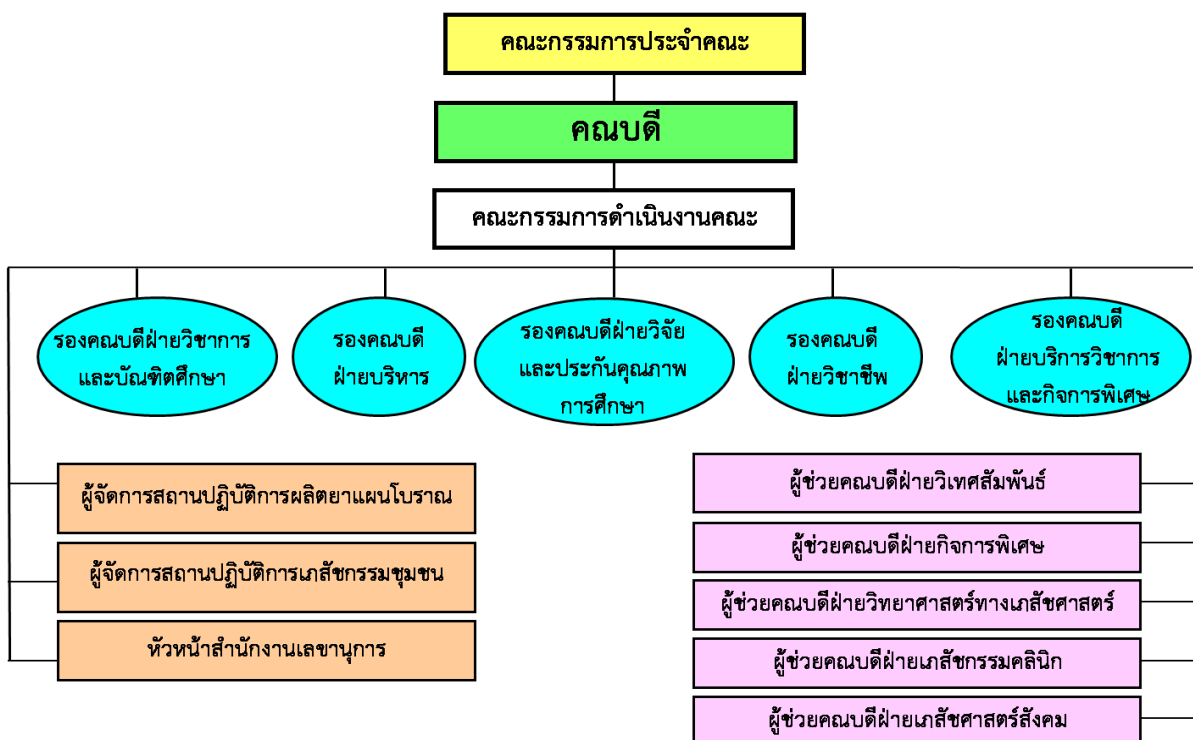 คณะกรรมการประจำคณะ
คณบดี
คณะกรรมการดำเนินงานคณะ
รองคณบดีฝ่ายวิชาการ
และบัณฑิตศึกษา
รองคณบดี
ฝ่ายบริหาร
รองคณบดีฝ่ายวิจัย
และประกันคุณภาพ
การศึกษา
รองคณบดี
ฝ่ายวิชาชีพ
รองคณบดี
ฝ่ายบริการวิชาการ
และกิจการพิเศษ
ผู้จัดการสถานปฏิบัติการผลิตยาแผนโบราณ
ผู้จัดการสถานปฏิบัติการเภสัชกรรมชุมชน
หัวหน้าสำนักงานเลขานุการ
ผู้ช่วยคณบดีฝ่ายวิเทศสัมพันธ์
ผู้ช่วยคณบดีฝ่ายกิจการพิเศษ
ผู้ช่วยคณบดีฝ่ายวิทยาศาสตร์ทางเภสัชศาสตร์
ผู้ช่วยคณบดีฝ่ายเภสัชกรรมคลินิก
ผู้ช่วยคณบดีฝ่ายเภสัชศาสตร์สังคม